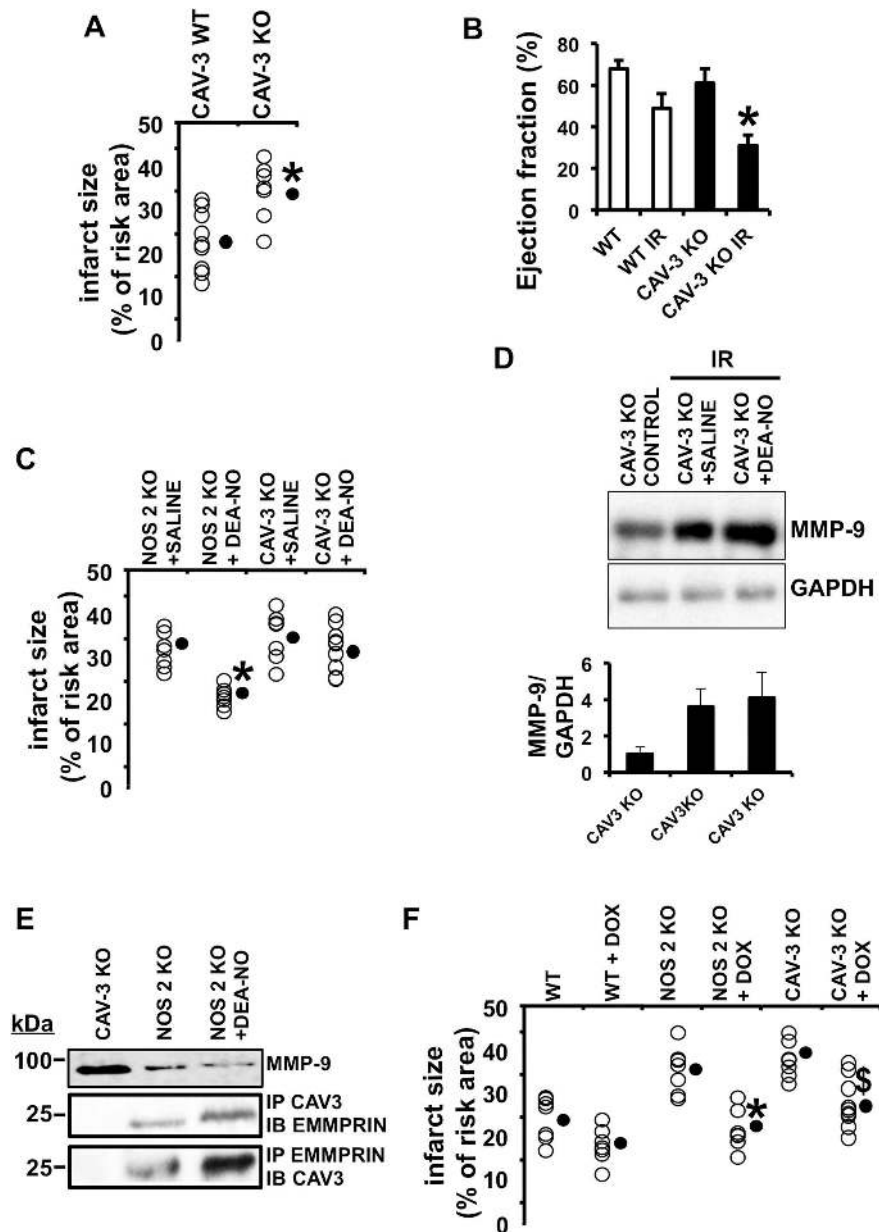 A
CAV-3 WT
CAV-3 KO
infarct size
(% of risk area)
50
40
30
20
10
0
*
B
Ejection fraction (%)
80
60
40
20
0
*
WT
WT IR
CAV-3 KO
CAV-3 KO IR
C
NOS 2 KO
+SALINE
NOS 2 KO
+ DEA-NO
CAV-3 KO
+SALINE
CAV-3 KO
+ DEA-NO
infarct size
(% of risk area)
50
40
30
20
10
0
*
D
IR
CAV-3 KO
CONTROL
CAV-3 KO
+SALINE
CAV-3 KO
+DEA-NO
MMP-9
GAPDH
MMP-9/
GAPDH
6
4
2
0
CAV3 KO
CAV3KO
CAV3 KO
E
CAV-3 KO
NOS 2 KO
NOS 2 KO
+DEA-NO
kDa
100
MMP-9
25
IP CAV3
IB EMMPRIN
25
IP EMMPRIN
IB CAV3
F
WT
WT + DOX
NOS 2 KO
NOS 2 KO
+ DOX
CAV-3 KO
CAV-3 KO
+ DOX
infarct size
(% of risk area)
50
40
30
20
10
0
*
$